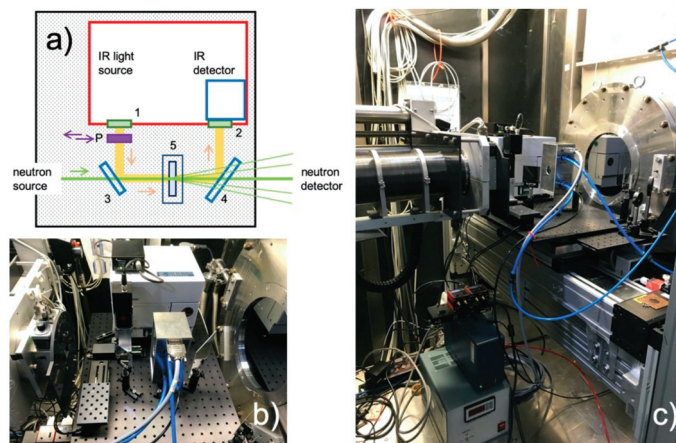 a)
IR light
source
IR
detector
1
2
P
5
neutron
source
neutron
detector
3
4
b)
c)